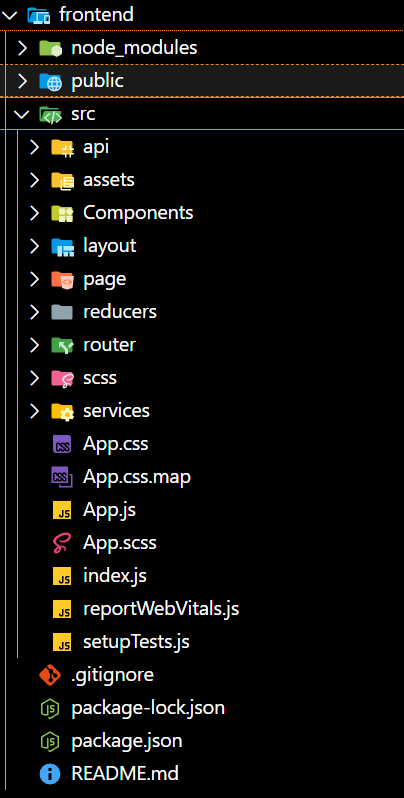 frontend
node_modules
public
src
api
assets
Components
layout
page
reducers
router
scss
services
App.css
App.css.map
App.js
App.scss
index.js
reportWebVitals.js
setupTests.js
.gitignore
package-lock.json
package.json
README.md